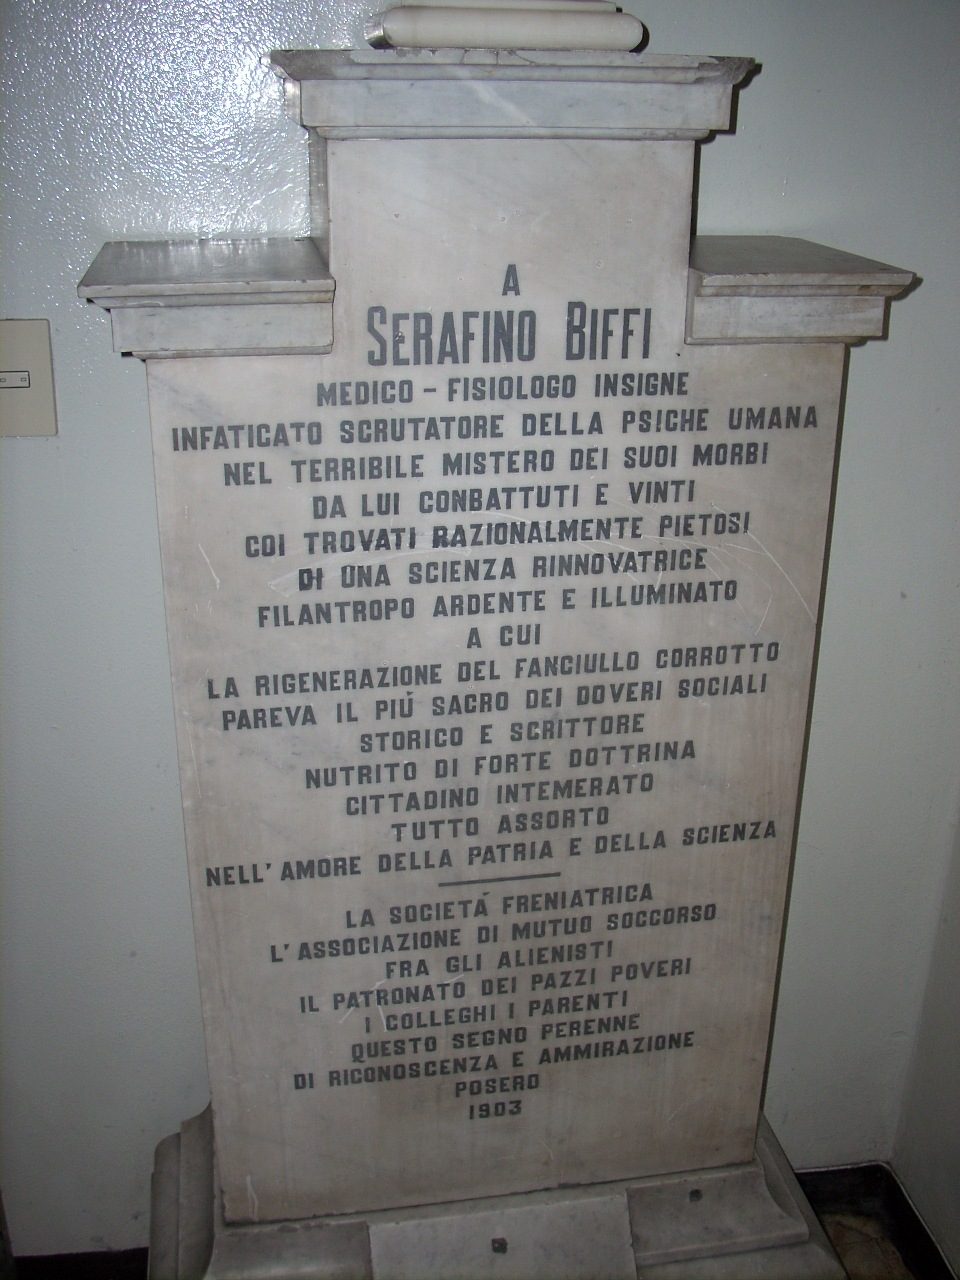 A
SERAFINO BIFFI
MEDICO - FISIOLOGO INSIGNE
INFATICATO SCRUTATORE DELLA PSICHE UMANA
NEL TERRIBILE MISTERO DEI SUOI MORBI
DA LUI CONBATTUTI E VINTI
COI TROVATI RAZIONALMENTE PIETOSI
DI UNA SCIENZA RINNOVATRICE
FILANTROPO ARDENTE E ILLUMINATO
A CUI
LA RIGENERAZIONE DEL FANCIULLO CORROTTO
PAREVA IL PIÚ SACRO DEI DOVERI SOCIALI
STORICO E SCRITTORE
NUTRITO DI FORTE DOTTRINA
CITTADINO INTEMERATO
TUTTO ASSORTO
NELL' AMORE DELLA PATRIA E DELLA SCIENZA
LA SOCIETÁ FRENIATRICA
L' ASSOCIAZIONE DI MUTUO SOCCORSO
FRA GLI ALIENISTI
IL PATRONATO DEI PAZZI POVERI
I COLLEGHI I PARENTI
QUESTO SEGNO PERENNE
DI RICONOSCENZA E AMMIRAZIONE
POSERO
1903